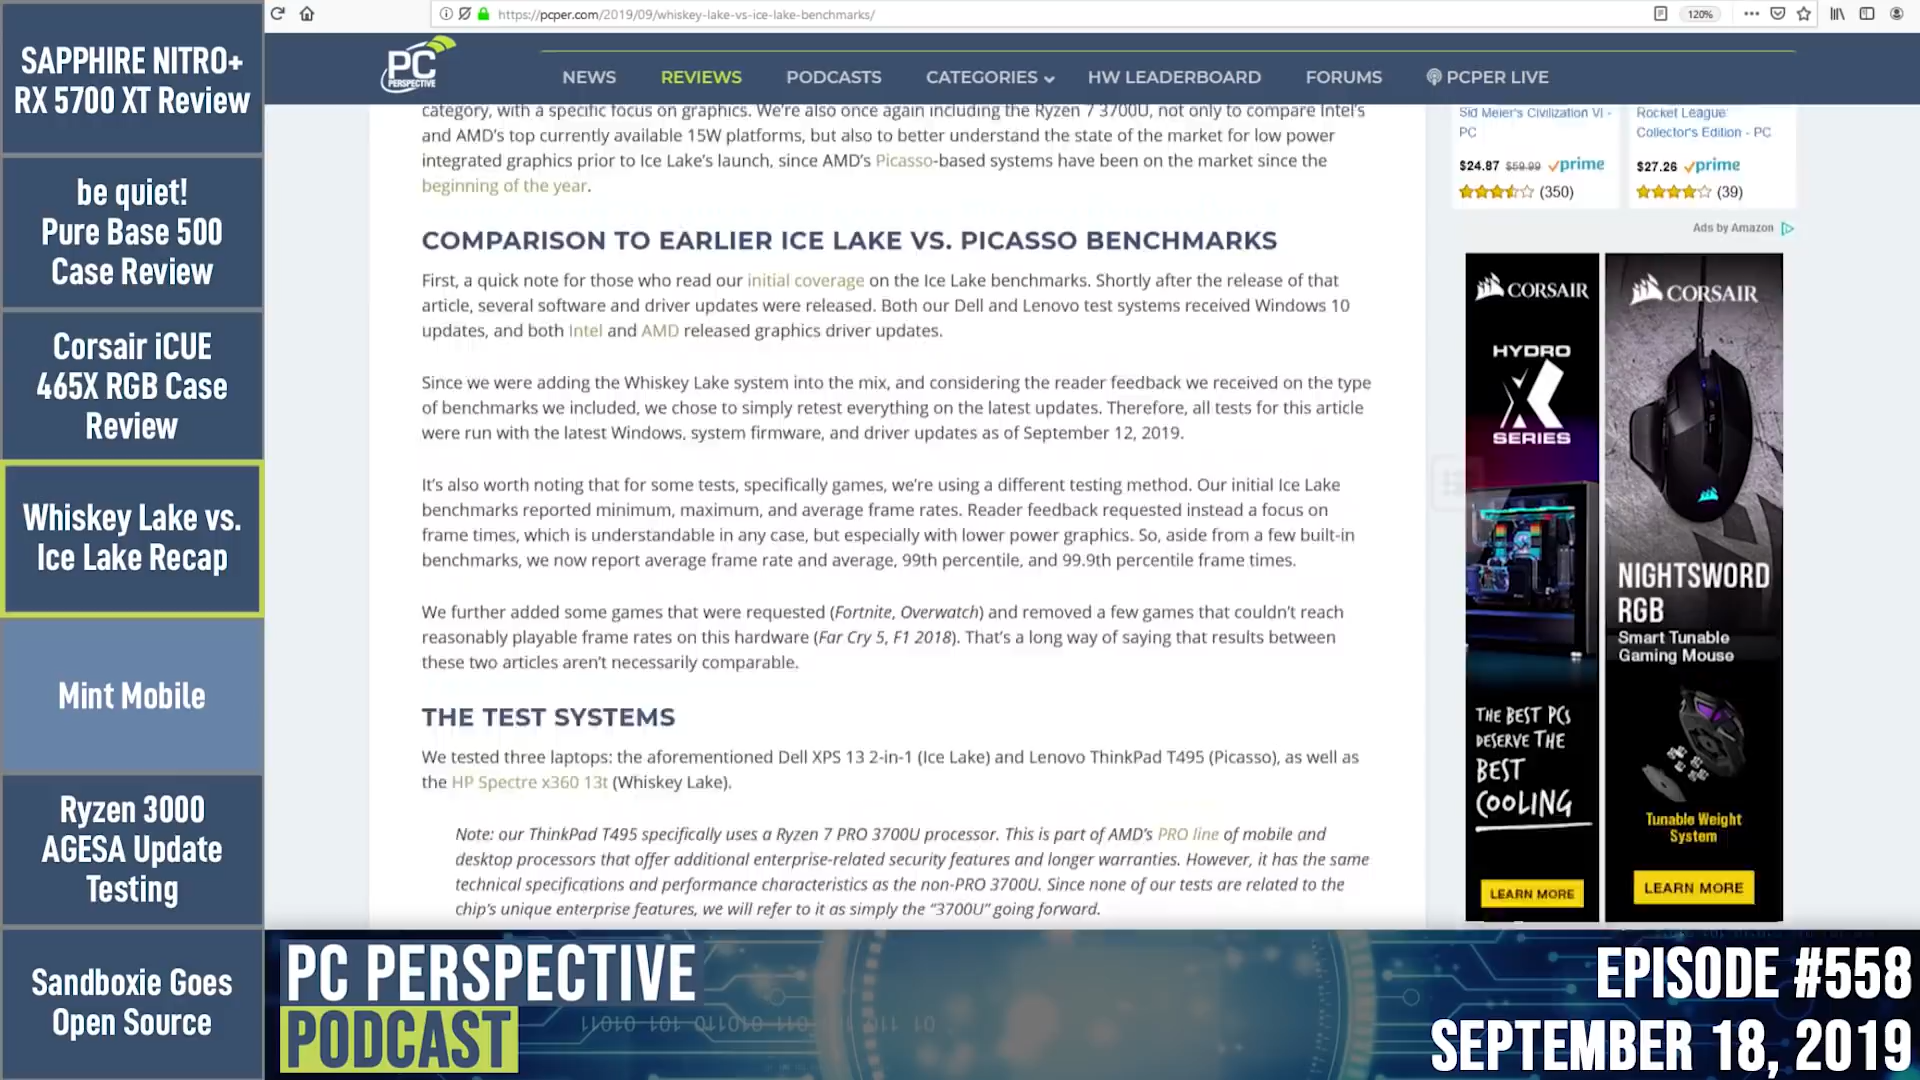 SAPPHIRE NITRO+
RX 5700 XT Review
be quiet!
Pure Base 500
Case Review
Corsair iCUE
465X RGB Case
Review
Whiskey Lake vs.
Ice Lake Recap
Mint Mobile
Ryzen 3000
AGESA Update
Testing
Sandboxie Goes
Open Source
https://pcper.com/2019/09/whiskey-lake-vs-ice-lake-benchmarks/
120%
PC
PERSPECTIVE
NEWS
REVIEWS
PODCASTS
CATEGORIES
HW LEADERBOARD
FORUMS
PCPER LIVE
category, with a specific focus on graphics. We're also once again including the Ryzen 7 3700U, not only to compare Intel's
and AMD's top currently available 15W platforms, but also to better understand the state of the market for low power
integrated graphics prior to Ice Lake's launch, since AMD's Picasso-based systems have been on the market since the
beginning of the year.
COMPARISON TO EARLIER ICE LAKE VS. PICASSO BENCHMARKS
First, a quick note for those who read our initial coverage on the Ice Lake benchmarks. Shortly after the release of that
article, several software and driver updates were released. Both our Dell and Lenovo test systems received Windows 10
updates, and both Intel and AMD released graphics driver updates.
Since we were adding the Whiskey Lake system into the mix, and considering the reader feedback we received on the type
of benchmarks we included, we chose to simply retest everything on the latest updates. Therefore, all tests for this article
were run with the latest Windows, system firmware, and driver updates as of September 12, 2019.
It's also worth noting that for some tests, specifically games, we're using a different testing method. Our initial Ice Lake
benchmarks reported minimum, maximum, and average frame rates. Reader feedback requested instead a focus on
frame times, which is understandable in any case, but especially with lower power graphics. So, aside from a few built-in
benchmarks, we now report average frame rate and average, 99th percentile, and 99.9th percentile frame times.
We further added some games that were requested (Fortnite, Overwatch) and removed a few games that couldn't reach
reasonably playable frame rates on this hardware (Far Cry 5, F1 2018). That's a long way of saying that results between
these two articles aren't necessarily comparable.
THE TEST SYSTEMS
We tested three laptops: the aforementioned Dell XPS 13 2-in-1 (Ice Lake) and Lenovo ThinkPad T495 (Picasso), as well as
the HP Spectre x360 13t (Whiskey Lake).
Note: our ThinkPad T495 specifically uses a Ryzen 7 PRO 3700U processor. This is part of AMD's PRO line of mobile and
desktop processors that offer additional enterprise-related security features and longer warranties. However, it has the same
technical specifications and performance characteristics as the non-PRO 3700U. Since none of our tests are related to the
chip's unique enterprise features, we will refer to it as simply the "3700U" going forward.
Sid Meier's Civilization VI -
PC
$24.87 $59.99 prime
(350)
Rocket League:
Collector's Edition - PC
$27.26 prime
(39)
Ads by Amazon
CORSAIR
HYDRO
X
SERIES
THE BEST PCs
DESERVE THE
BEST
COOLING
LEARN MORE
CORSAIR
NIGHTSWORD
RGB
Smart Tunable
Gaming Mouse
Tunable Weight
System
LEARN MORE
PC PERSPECTIVE
PODCAST
EPISODE #558
SEPTEMBER 18, 2019